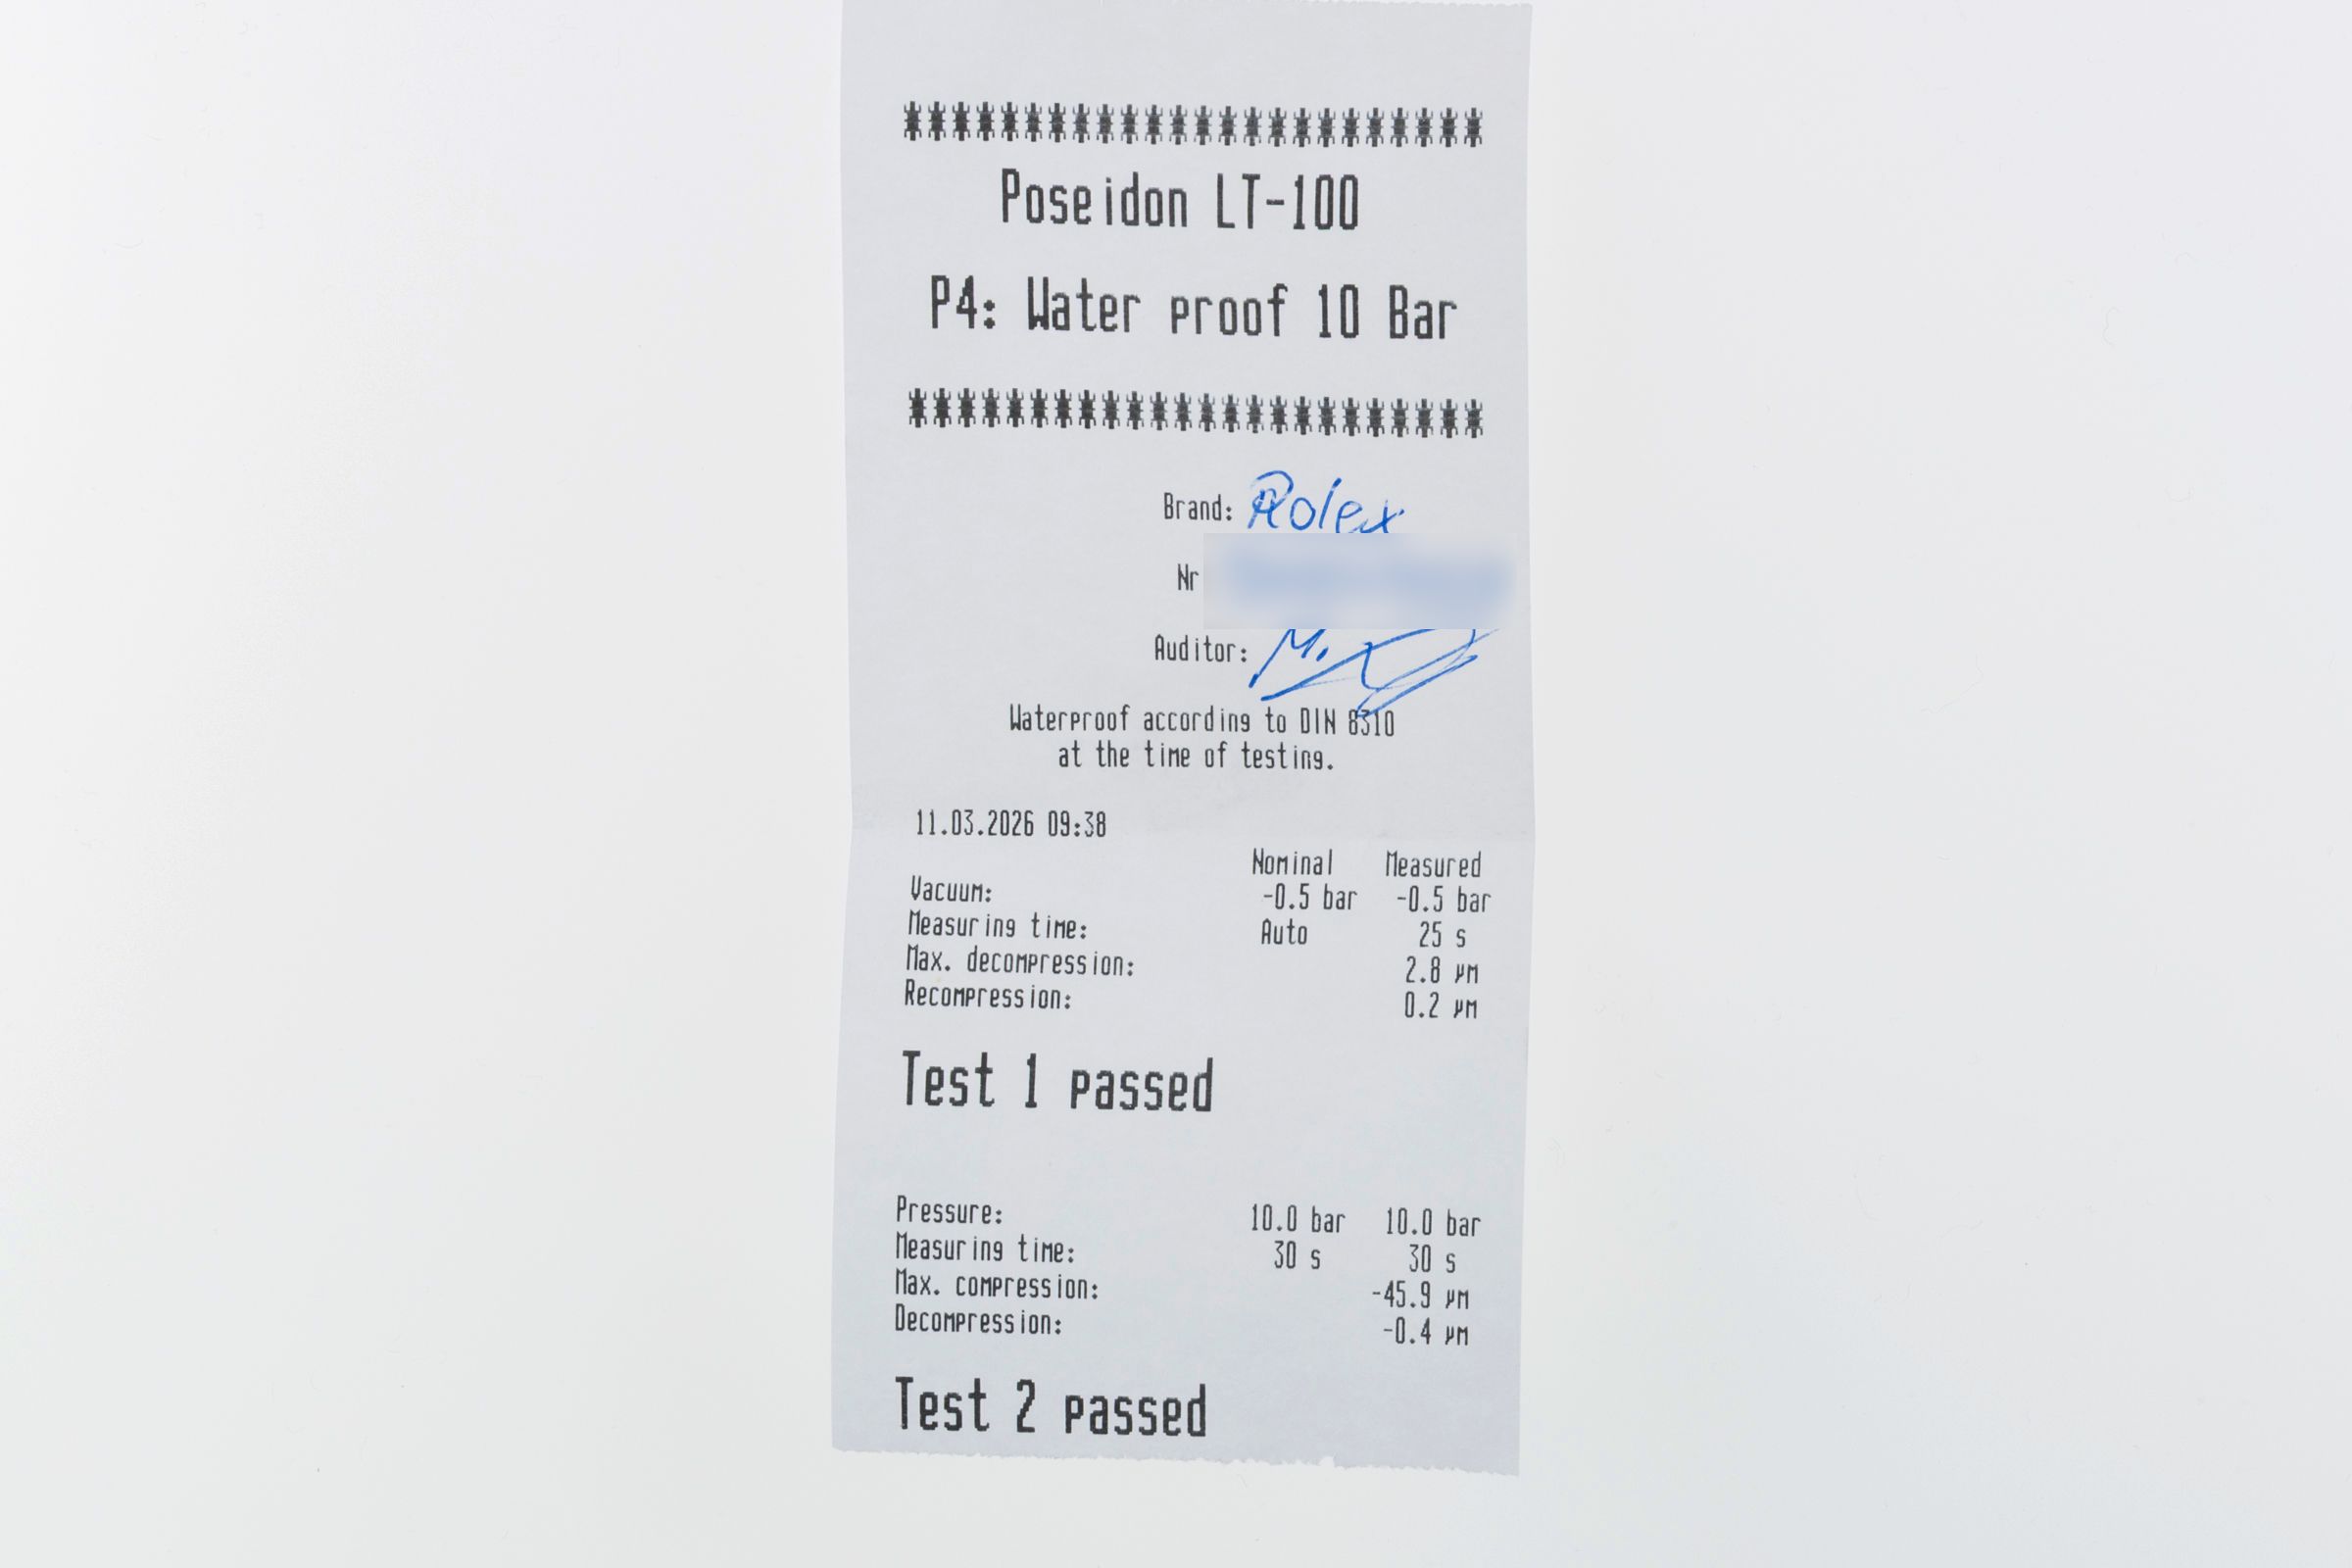 ************************
Poseidon LT-100
P4: Water proof 10 Bar
************************
Brand: Rolex
Nr
Auditor: M.
Waterproof according to DIN 8310
at the time of testing.
11.03.2026 09:38
Nominal Measured
Vacuum: -0.5 bar -0.5 bar
Measuring time: Auto 25 s
Max. decompression: 2.8 µm
Recompression: 0.2 µm
Test 1 passed
Pressure: 10.0 bar 10.0 bar
Measuring time: 30 s 30 s
Max. compression: -45.9 µm
Decompression: -0.4 µm
Test 2 passed